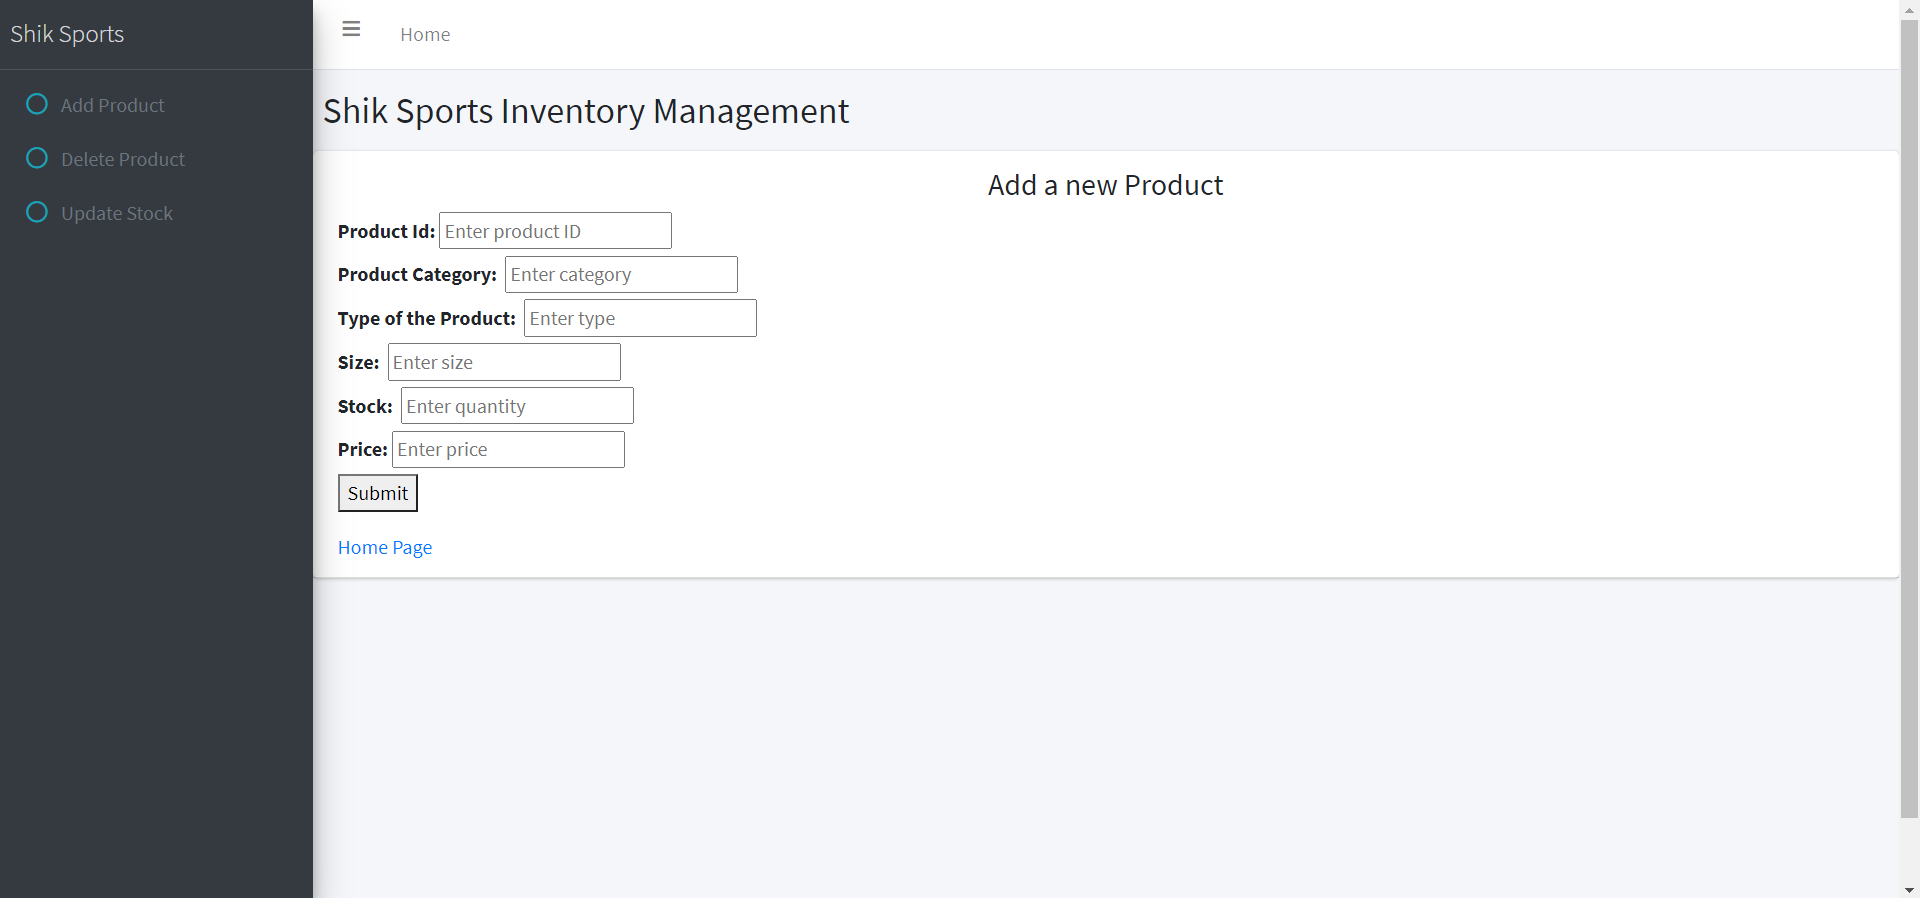 Shik Sports
Home
Add Product
Delete Product
Update Stock
Shik Sports Inventory Management
Add a new Product
Product Id: Enter product ID
Product Category: Enter category
Type of the Product: Enter type
Size: Enter size
Stock: Enter quantity
Price: Enter price
Submit
Home Page